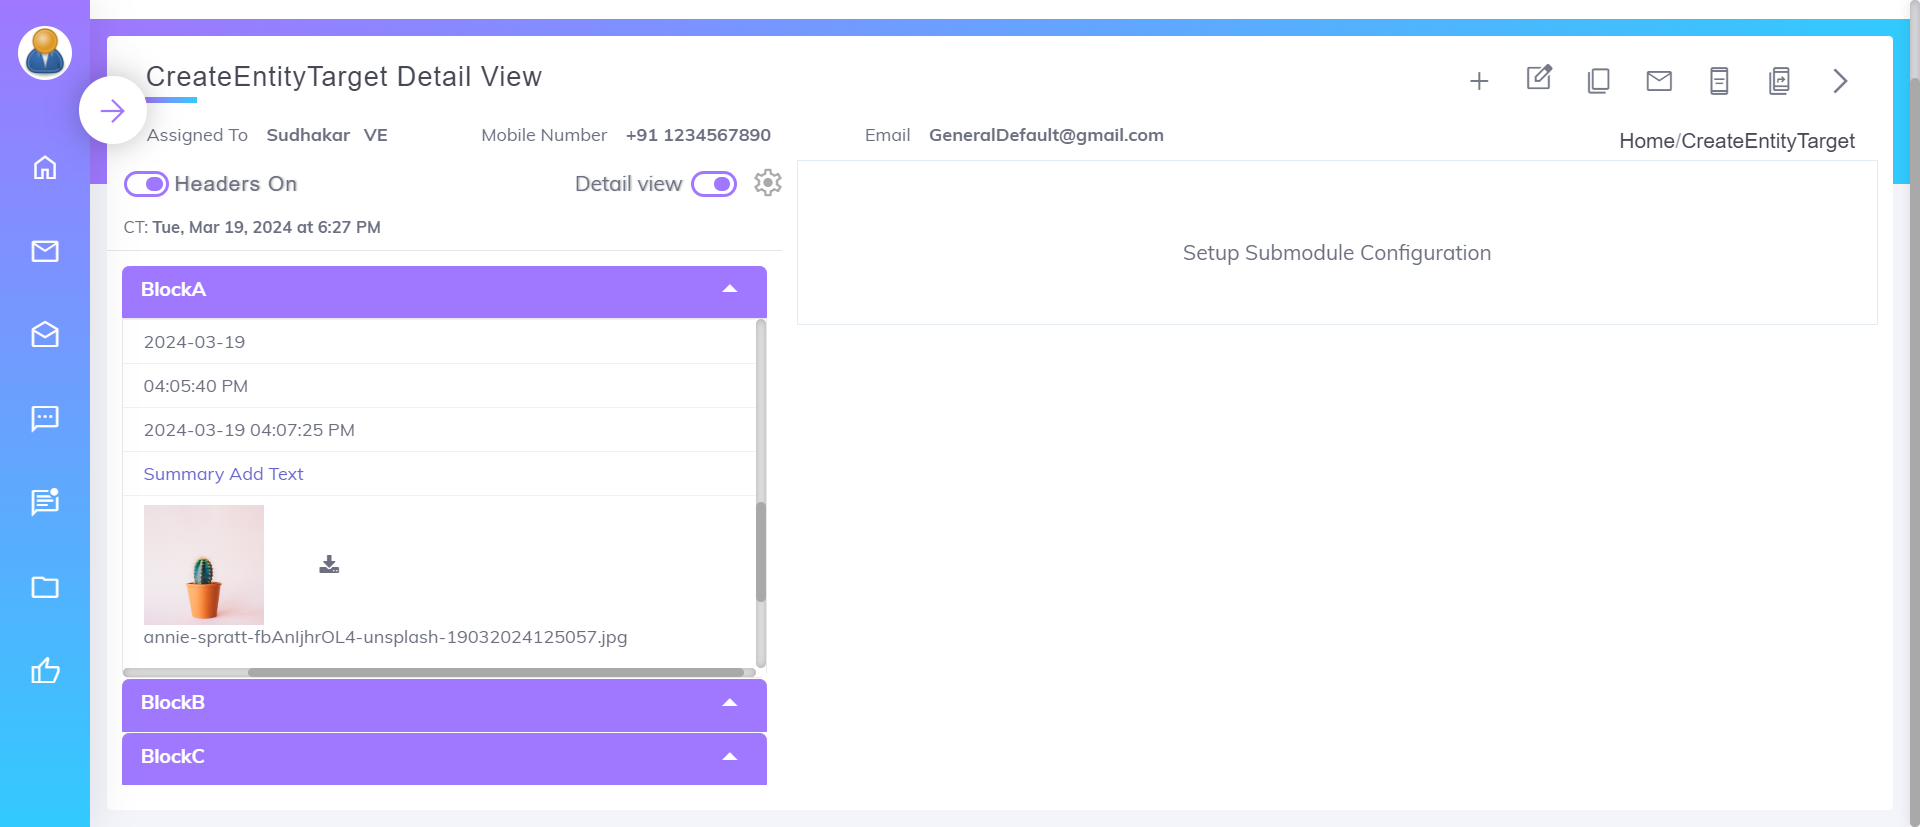 CreateEntityTarget Detail View
Assigned To Sudhakar VE Mobile Number +91 1234567890 Email GeneralDefault@gmail.com
Home/CreateEntityTarget
Headers On Detail view
CT: Tue, Mar 19, 2024 at 6:27 PM
Setup Submodule Configuration
BlockA
2024-03-19
04:05:40 PM
2024-03-19 04:07:25 PM
Summary Add Text
annie-spratt-fbAnIjhrOL4-unsplash-19032024125057.jpg
BlockB
BlockC